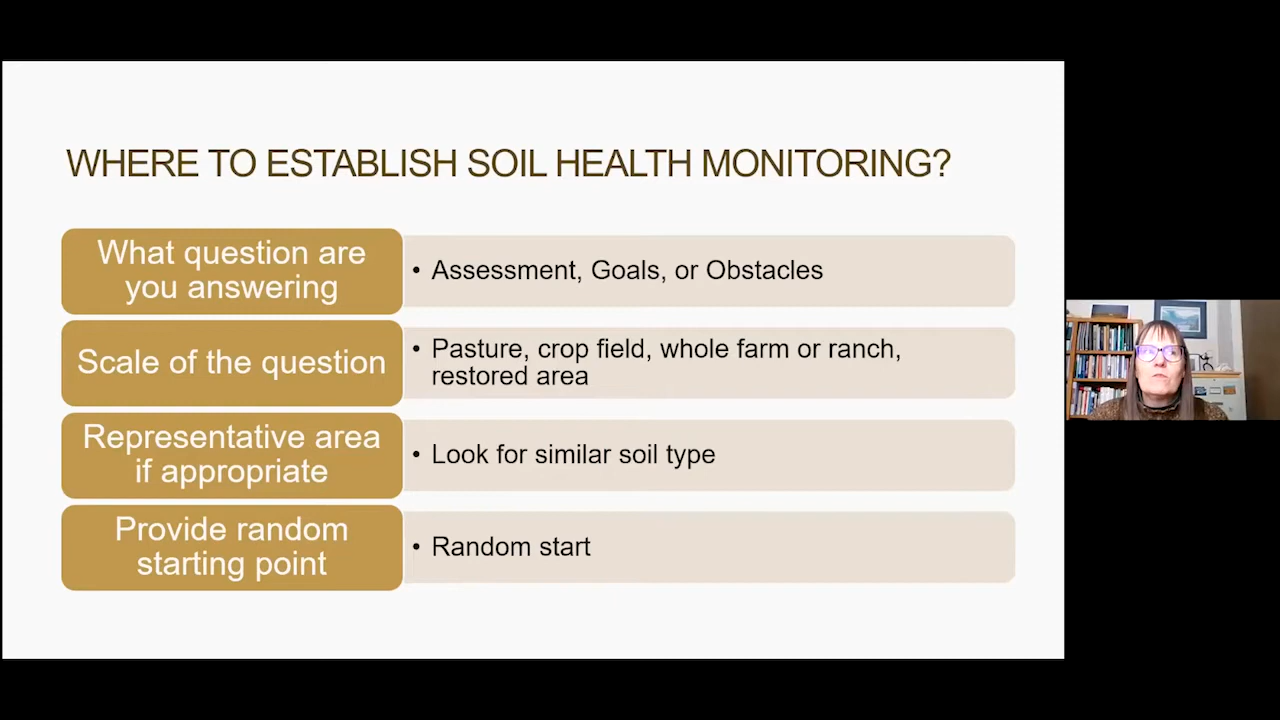 WHERE TO ESTABLISH SOIL HEALTH MONITORING?
What question are
you answering
• Assessment, Goals, or Obstacles
Scale of the question
• Pasture, crop field, whole farm or ranch,
restored area
Representative area
if appropriate
• Look for similar soil type
Provide random
starting point
• Random start